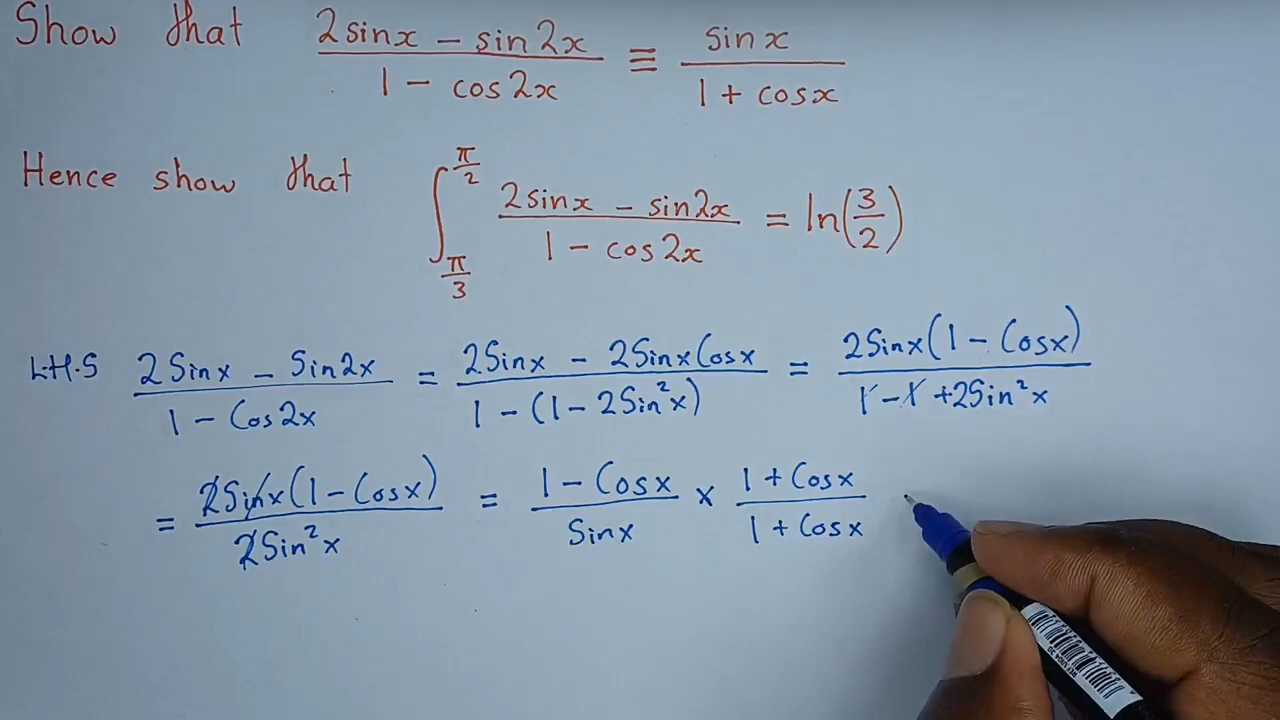 Show that (2sinx − sin2x)/(1 − cos2x) ≡ sinx/(1 + cosx)
Hence show that ∫_{π/3}^{π/2} (2sinx − sin2x)/(1 − cos2x) = ln(3/2)
L.H.S (2Sinx − Sin2x)/(1 − Cos2x) = (2Sinx − 2SinxCosx)/(1 − (1 − 2Sin²x)) = 2Sinx(1 − Cosx)/(1 − 1 + 2Sin²x)
= 2Sinx(1 − Cosx)/2Sin²x = (1 − Cosx)/Sinx × (1 + Cosx)/(1 + Cosx)